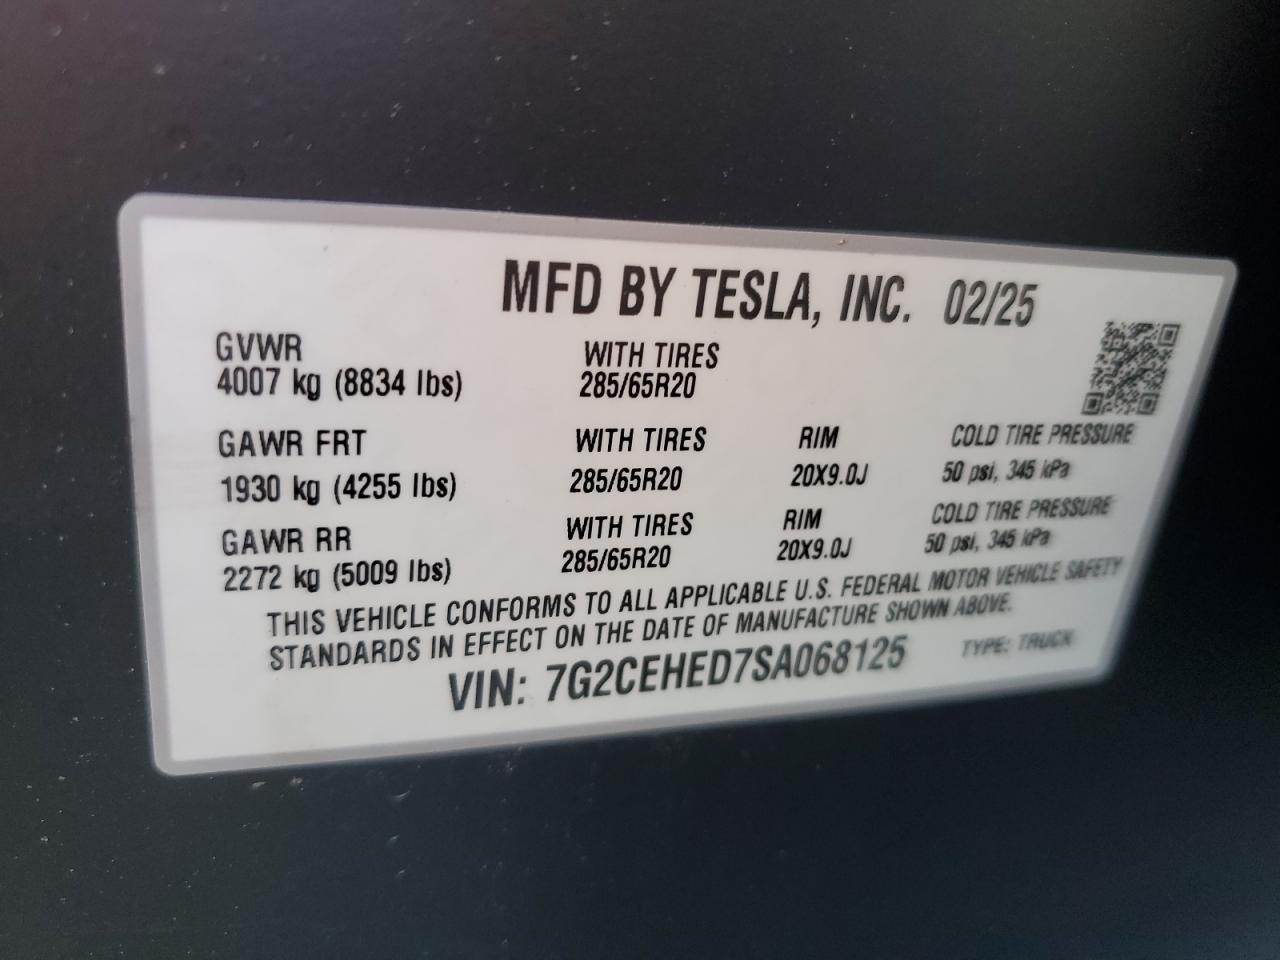 MFD BY TESLA, INC. 02/25
GVWR WITH TIRES
4007 kg (8834 lbs) 285/65R20
GAWR FRT WITH TIRES RIM COLD TIRE PRESSURE
1930 kg (4255 lbs) 285/65R20 20X9.0J 50 psi, 345 kPa
GAWR RR WITH TIRES RIM COLD TIRE PRESSURE
2272 kg (5009 lbs) 285/65R20 20X9.0J 50 psi, 345 kPa
THIS VEHICLE CONFORMS TO ALL APPLICABLE U.S. FEDERAL MOTOR VEHICLE SAFETY
STANDARDS IN EFFECT ON THE DATE OF MANUFACTURE SHOWN ABOVE.
VIN: 7G2CEHED7SA068125 TYPE: TRUCK